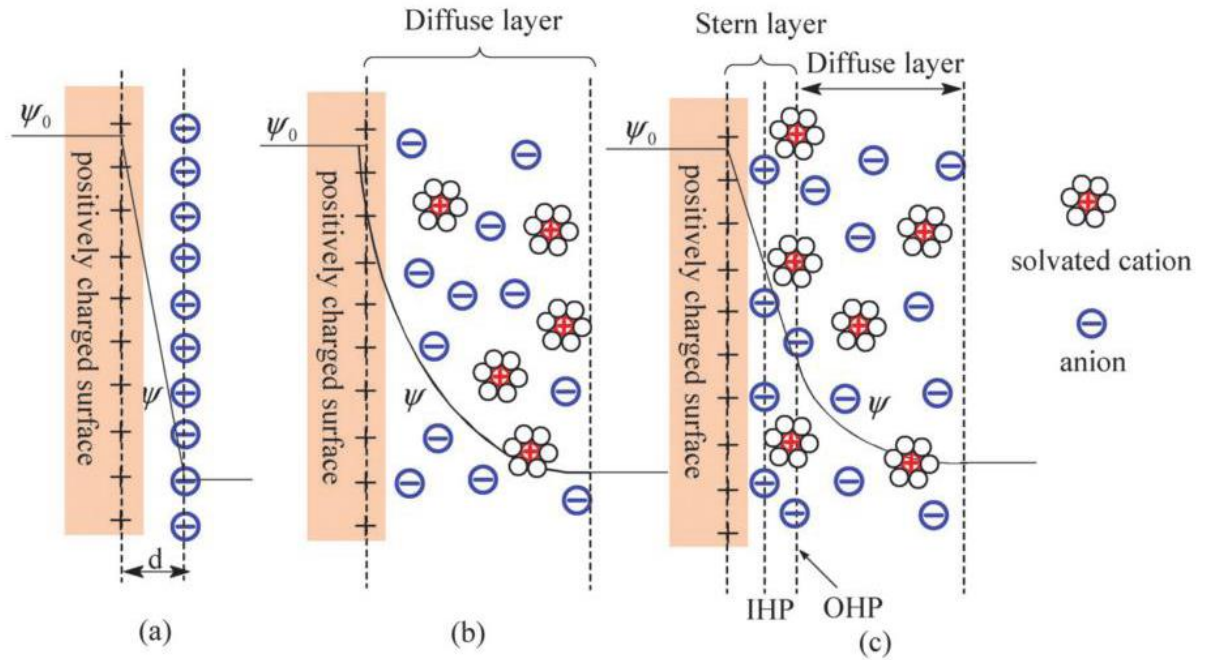 Diffuse layer
Stern layer
Diffuse layer
ψ0
ψ0
ψ0
positively charged surface
positively charged surface
positively charged surface
ψ
ψ
ψ
solvated cation
anion
d
IHP
OHP
(a)
(b)
(c)